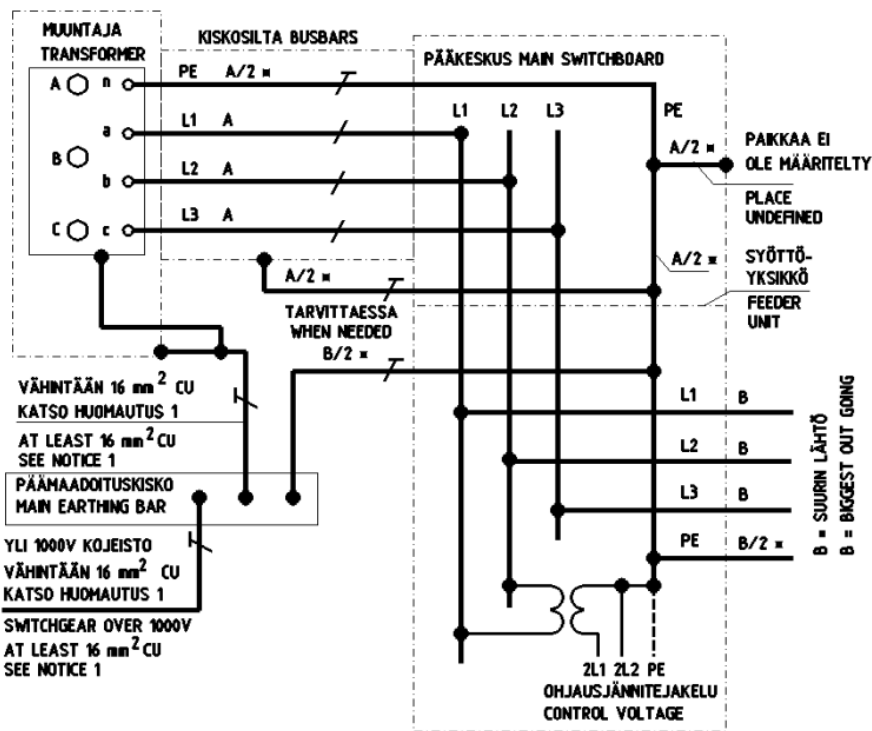 MUUNTAJA
TRANSFORMER
KISKOSILTA BUSBARS
PÄÄKESKUS MAIN SWITCHBOARD
A n
PE A/2 ¤
a
L1 A
B
b
L2 A
C c
L3 A
L1 L2 L3 PE
A/2 ¤
PAIKKAA EI
OLE MÄÄRITELTY
PLACE
UNDEFINED
A/2 ¤
A/2 ¤
SYÖTTÖ-
YKSIKKÖ
FEEDER
UNIT
TARVITTAESSA
WHEN NEEDED
B/2 ¤
VÄHINTÄÄN 16 mm² CU
KATSO HUOMAUTUS 1
AT LEAST 16 mm² CU
SEE NOTICE 1
PÄÄMAADOITUSKISKO
MAIN EARTHING BAR
YLI 1000V KOJEISTO
VÄHINTÄÄN 16 mm² CU
KATSO HUOMAUTUS 1
SWITCHGEAR OVER 1000V
AT LEAST 16 mm² CU
SEE NOTICE 1
L1 B
L2 B
L3 B
PE B/2 ¤
B = SUURIN LÄHTÖ
B = BIGGEST OUT GOING
2L1 2L2 PE
OHJAUSJÄNNITEJAKELU
CONTROL VOLTAGE